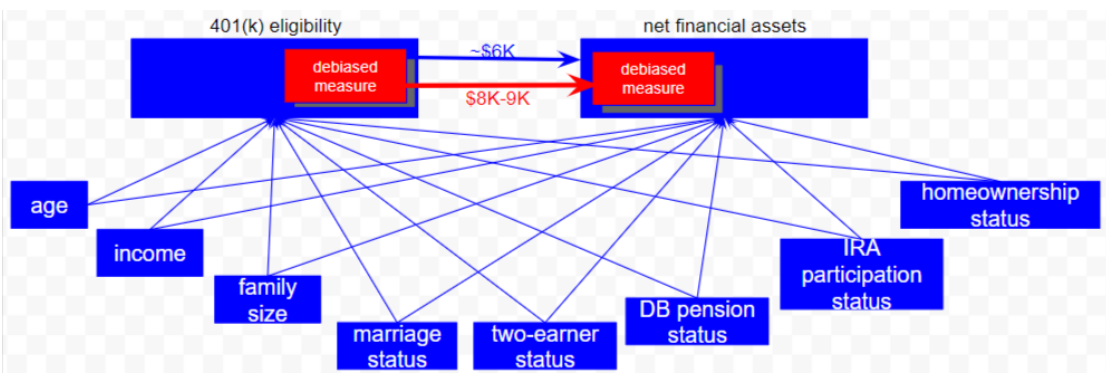 401(k) eligibility
net financial assets
debiased
measure
~$6K
$8K-9K
debiased
measure
age
income
family
size
marriage
status
two-earner
status
DB pension
status
IRA
participation
status
homeownership
status